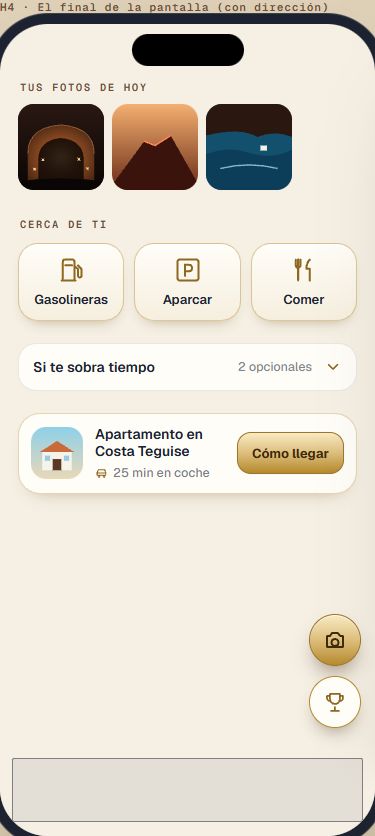 H4 · El final de la pantalla (con dirección)
TUS FOTOS DE HOY
CERCA DE TI
Gasolineras
P
Aparcar
Comer
Si te sobra tiempo
2 opcionales
Apartamento en
Costa Teguise
25 min en coche
Cómo llegar